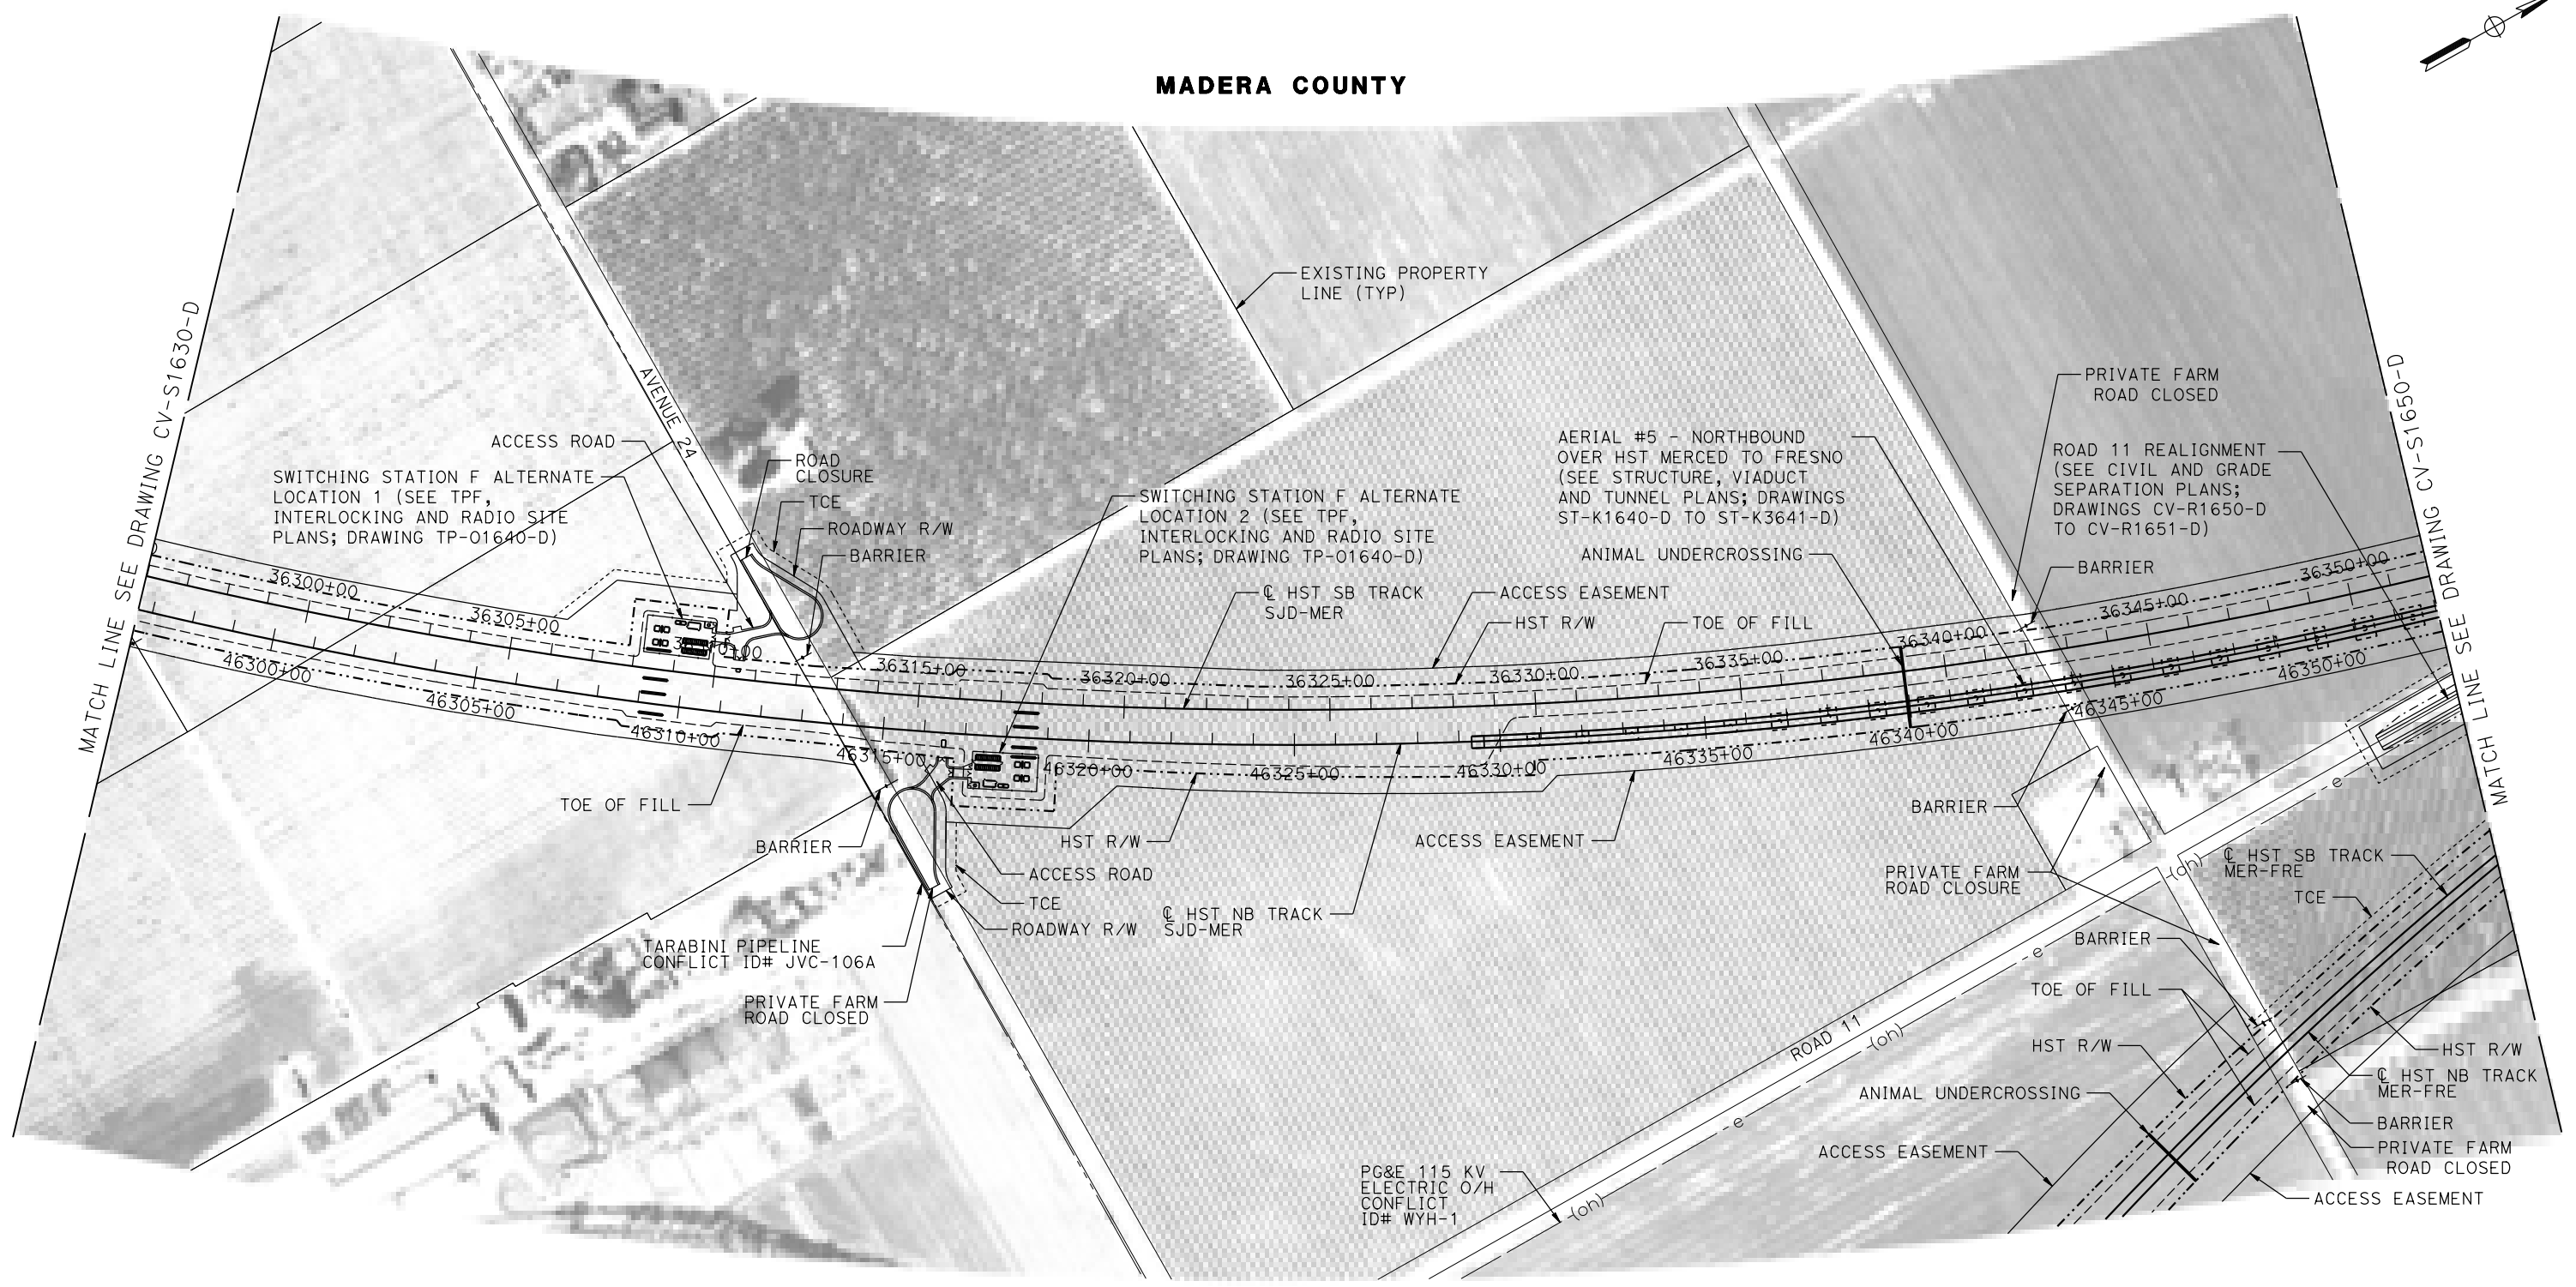 MADERA COUNTY
MATCH LINE SEE DRAWING CV-S1630-D
MATCH LINE SEE DRAWING CV-S1650-D
EXISTING PROPERTY
LINE (TYP)
AVENUE 24
ACCESS ROAD
SWITCHING STATION F ALTERNATE
LOCATION 1 (SEE TPF,
INTERLOCKING AND RADIO SITE
PLANS; DRAWING TP-O1640-D)
ROAD
CLOSURE
TCE
ROADWAY R/W
BARRIER
SWITCHING STATION F ALTERNATE
LOCATION 2 (SEE TPF,
INTERLOCKING AND RADIO SITE
PLANS; DRAWING TP-O1640-D)
℄ HST SB TRACK
SJD-MER
ACCESS EASEMENT
HST R/W
TOE OF FILL
AERIAL #5 - NORTHBOUND
OVER HST MERCED TO FRESNO
(SEE STRUCTURE, VIADUCT
AND TUNNEL PLANS; DRAWINGS
ST-K1640-D TO ST-K3641-D)
ANIMAL UNDERCROSSING
PRIVATE FARM
ROAD CLOSED
ROAD 11 REALIGNMENT
(SEE CIVIL AND GRADE
SEPARATION PLANS;
DRAWINGS CV-R1650-D
TO CV-R1651-D)
BARRIER
36300+00
36305+00
36315+00
36320+00
36325+00
36330+00
36335+00
36340+00
36345+00
36350+00
46300+00
46305+00
46310+00
46315+00
46320+00
46325+00
46330+00
46335+00
46340+00
46345+00
46350+00
TOE OF FILL
BARRIER
HST R/W
ACCESS ROAD
TCE
ROADWAY R/W
℄ HST NB TRACK
SJD-MER
ACCESS EASEMENT
TARABINI PIPELINE
CONFLICT ID# JVC-106A
PRIVATE FARM
ROAD CLOSED
BARRIER
PRIVATE FARM
ROAD CLOSURE
℄ HST SB TRACK
MER-FRE
TCE
BARRIER
TOE OF FILL
HST R/W
ANIMAL UNDERCROSSING
ACCESS EASEMENT
HST R/W
℄ HST NB TRACK
MER-FRE
BARRIER
PRIVATE FARM
ROAD CLOSED
ACCESS EASEMENT
ROAD 11
e
e
e
(oh)
(oh)
(oh)
PG&E 115 KV
ELECTRIC O/H
CONFLICT
ID# WYH-1